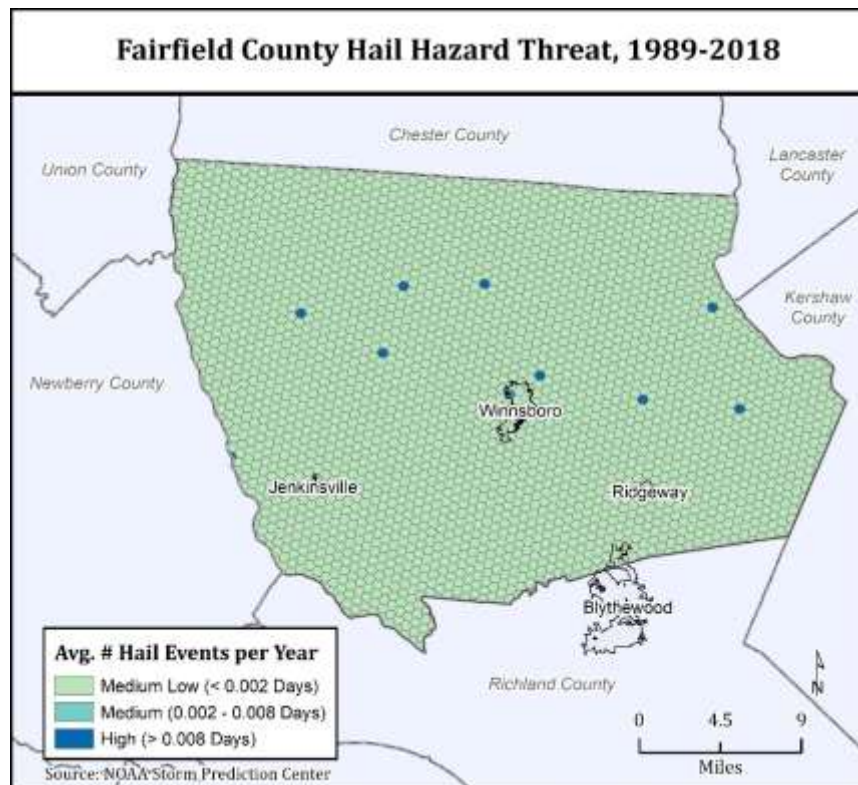 Fairfield County Hail Hazard Threat, 1989-2018
Chester County
Union County
Lancaster
County
Kershaw
County
Newberry County
Winnsboro
Jenkinsville
Ridgeway
Blythewood
Richland County
Avg. # Hail Events per Year
Medium Low (< 0.002 Days)
Medium (0.002 - 0.008 Days)
High (> 0.008 Days)
Source: NOAA Storm Prediction Center
N
0 4.5 9
Miles